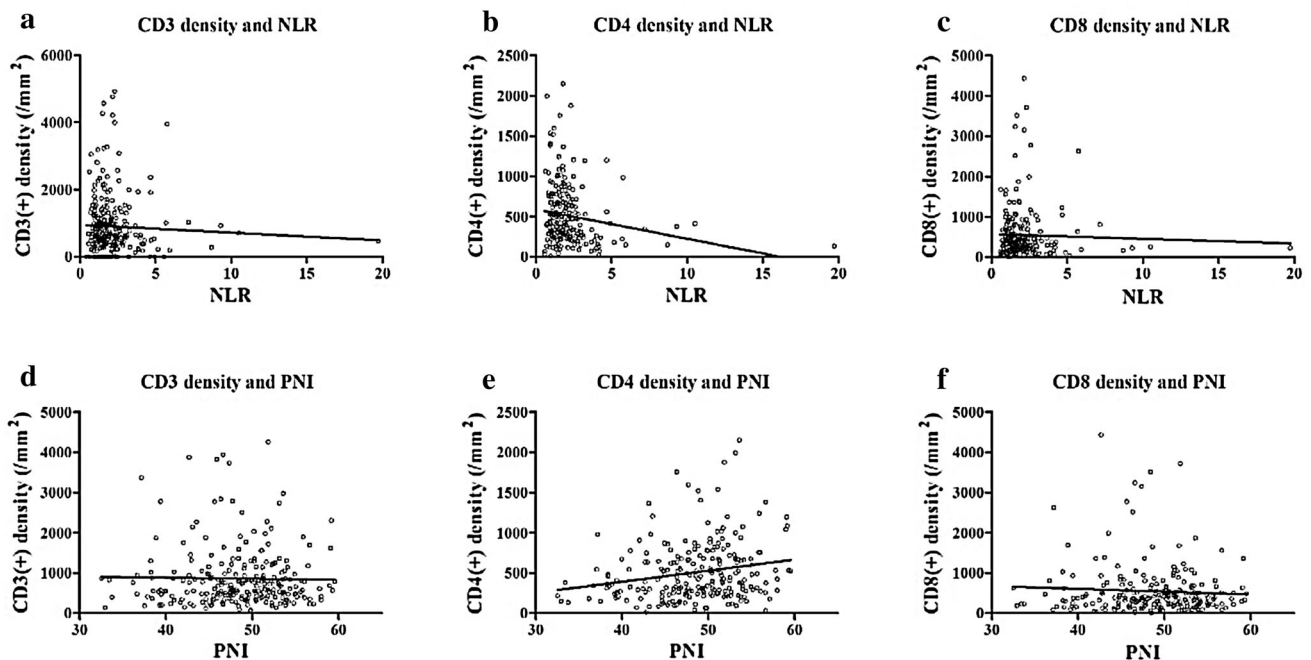 a
CD3 density and NLR
CD3(+) density (/mm²)
6000
4000
2000
0
0 5 10 15 20
NLR
b
CD4 density and NLR
CD4(+) density (/mm²)
2500
2000
1500
1000
500
0
0 5 10 15 20
NLR
c
CD8 density and NLR
CD8(+) density (/mm²)
5000
4000
3000
2000
1000
0
0 5 10 15 20
NLR
d
CD3 density and PNI
CD3(+) density (/mm²)
5000
4000
3000
2000
1000
0
30 40 50 60
PNI
e
CD4 density and PNI
CD4(+) density (/mm²)
2500
2000
1500
1000
500
0
30 40 50 60
PNI
f
CD8 density and PNI
CD8(+) density (/mm²)
5000
4000
3000
2000
1000
0
30 40 50 60
PNI